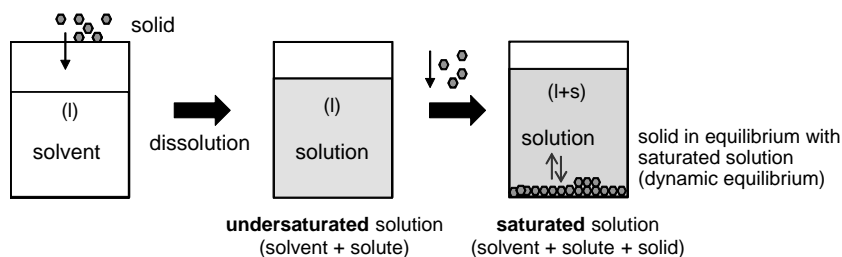 solid
(l)
solvent
dissolution
(l)
solution
undersaturated solution
(solvent + solute)
(l+s)
solution
saturated solution
(solvent + solute + solid)
solid in equilibrium with
saturated solution
(dynamic equilibrium)